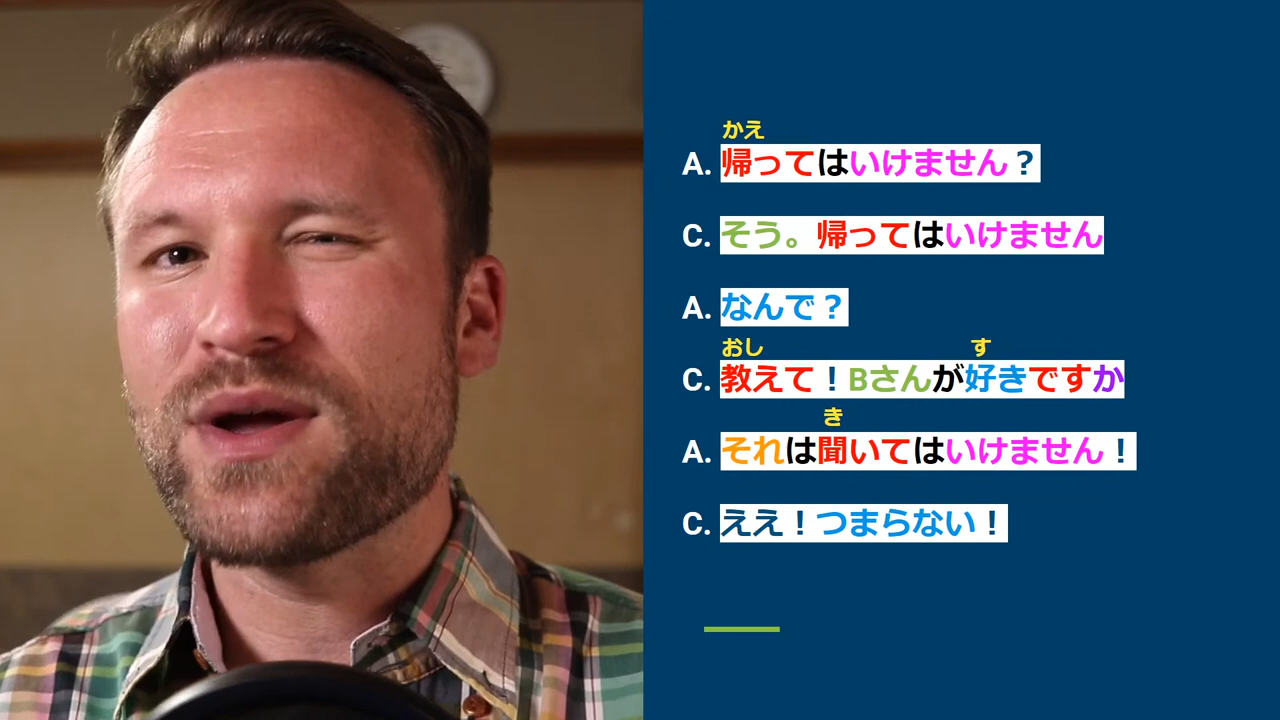 かえ
A. 帰ってはいけません？
C. そう。帰ってはいけません
A. なんで？
おし す
C. 教えて！Bさんが好きですか
き
A. それは聞いてはいけません！
C. ええ！つまらない！